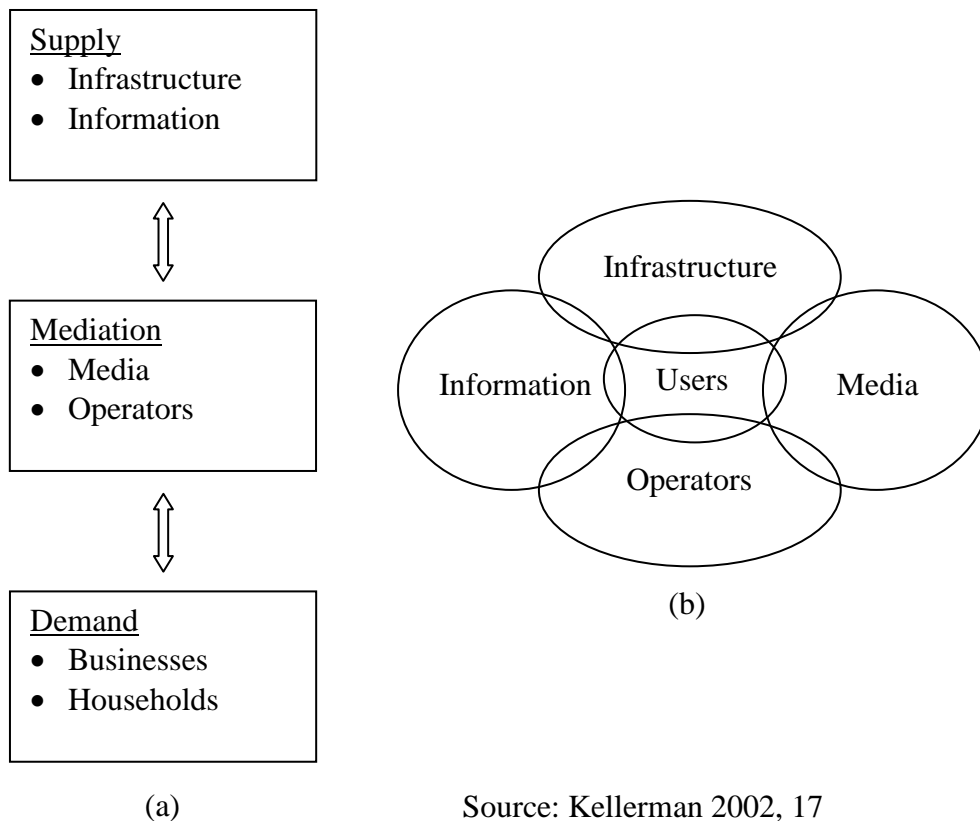 Supply
• Infrastructure
• Information
Mediation
• Media
• Operators
Demand
• Businesses
• Households
(a)
Infrastructure
Information
Users
Media
Operators
(b)
Source: Kellerman 2002, 17